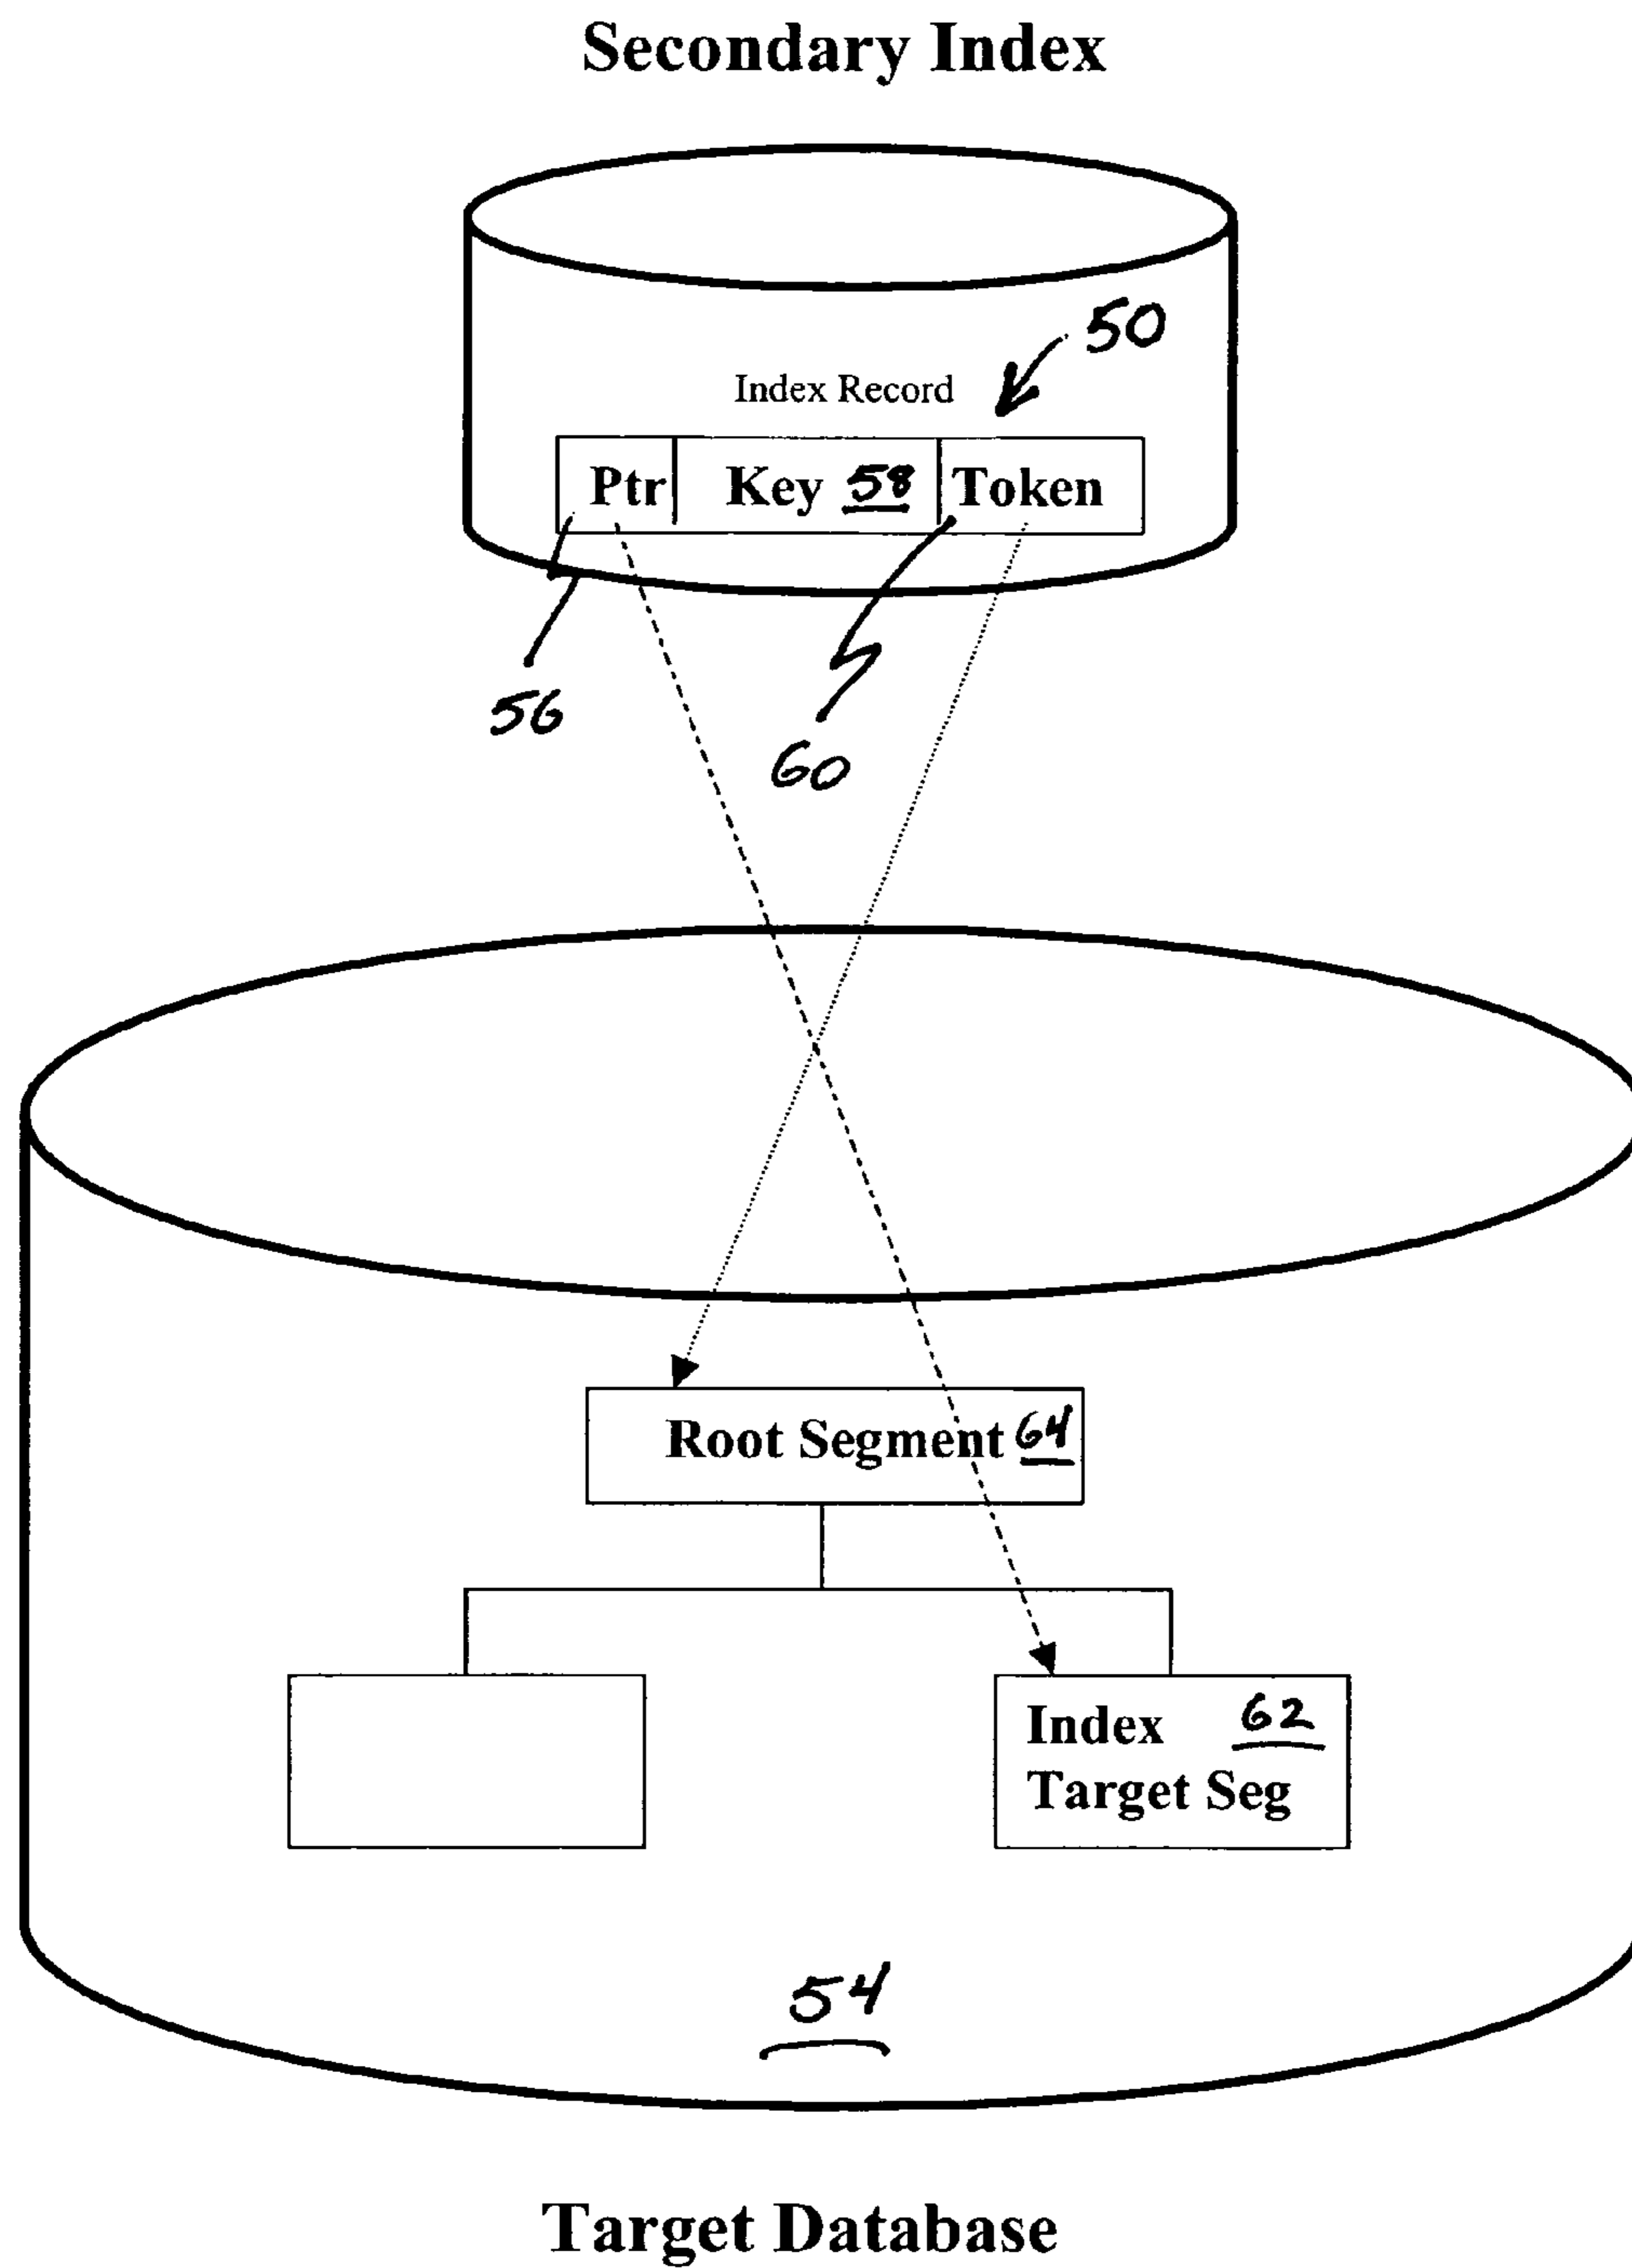 Secondary Index
50
Index Record
Ptr Key 58 Token
56
60
Root Segment 64
Index 62
Target Seg
54
Target Database